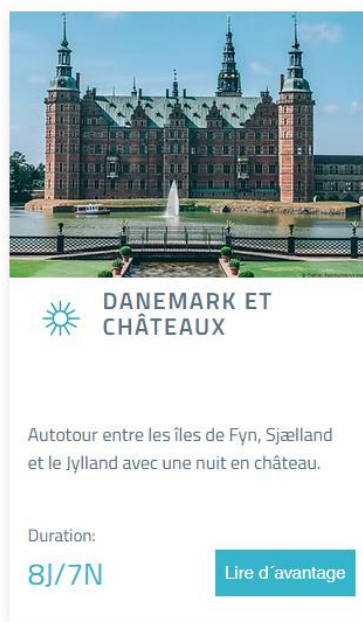 DANEMARK ET
CHÂTEAUX
Autotour entre les îles de Fyn, Sjælland
et le Jylland avec une nuit en château.
Duration:
8J/7N
Lire d´avantage